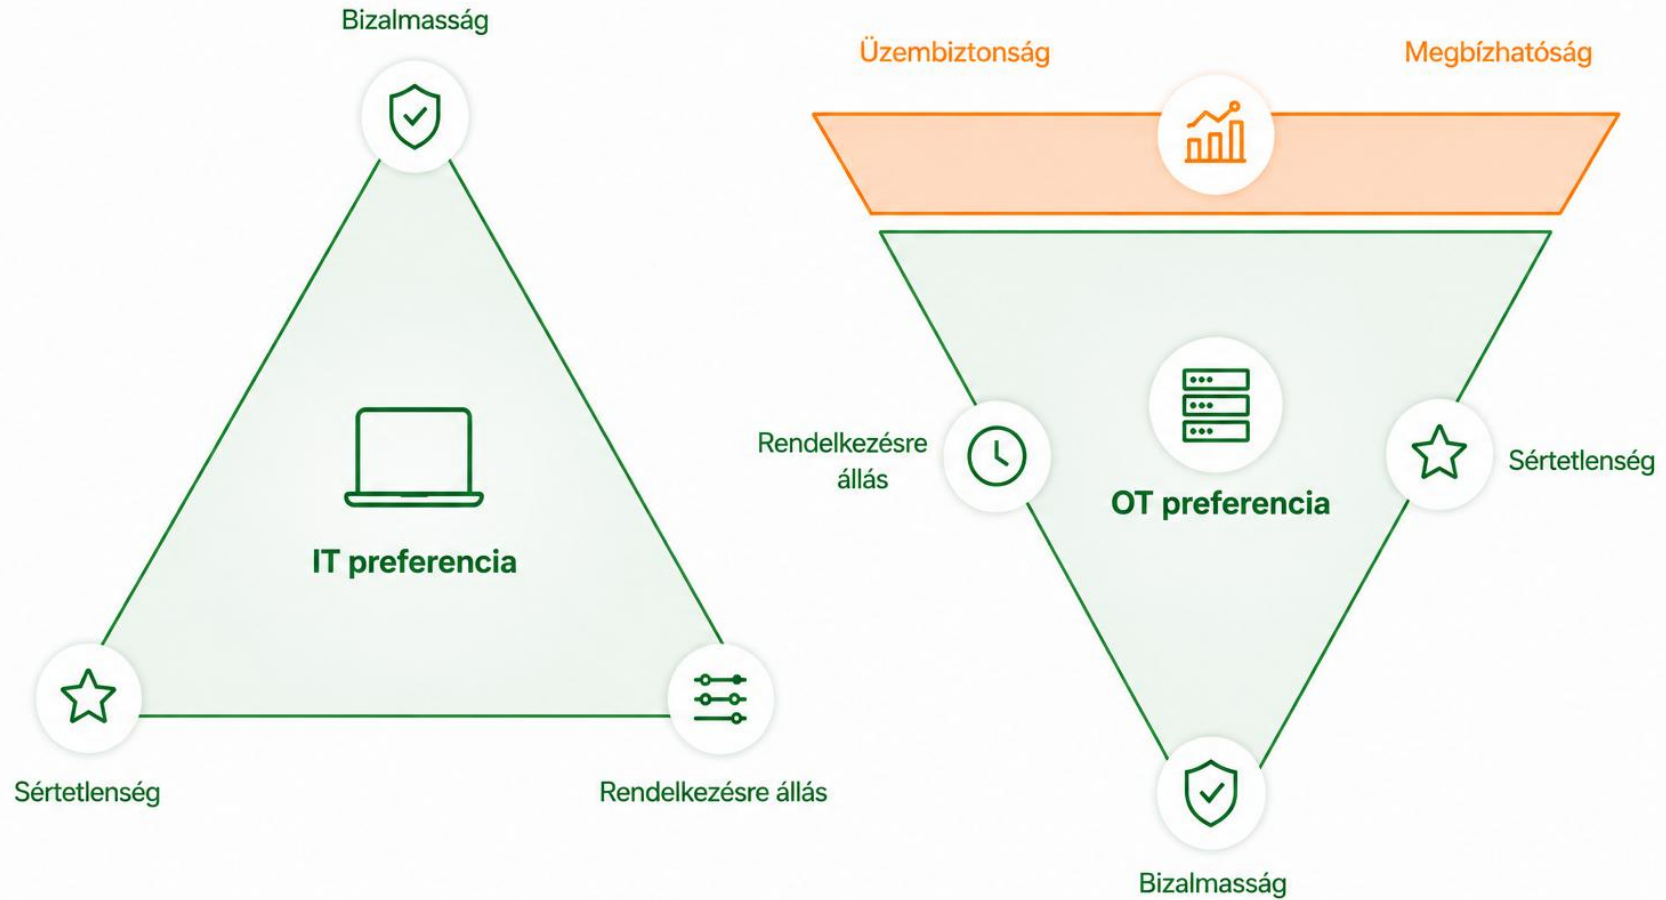 Bizalmasság
IT preferencia
Sértetlenség
Rendelkezésre állás
Üzembiztonság
Megbízhatóság
Rendelkezésre
állás
OT preferencia
Sértetlenség
Bizalmasság